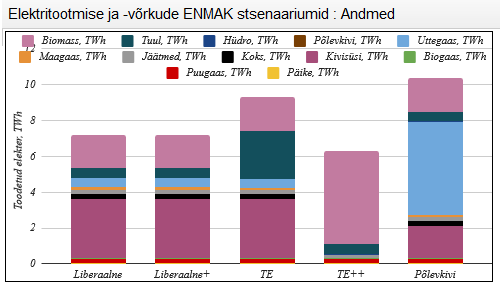 Elektritootmise ja -võrkude ENMAK stsenaariumid : Andmed
Biomass, TWh Tuul, TWh Hüdro, TWh Põlevkivi, TWh Uttegaas, TWh
Maagaas, TWh Jäätmed, TWh Koks, TWh Kivisüsi, TWh Biogaas, TWh
Puugaas, TWh Päike, TWh
12
10
8
6
4
2
0
Toodetud elekter, TWh
Liberaalne Liberaalne+ TE TE++ Põlevkivi